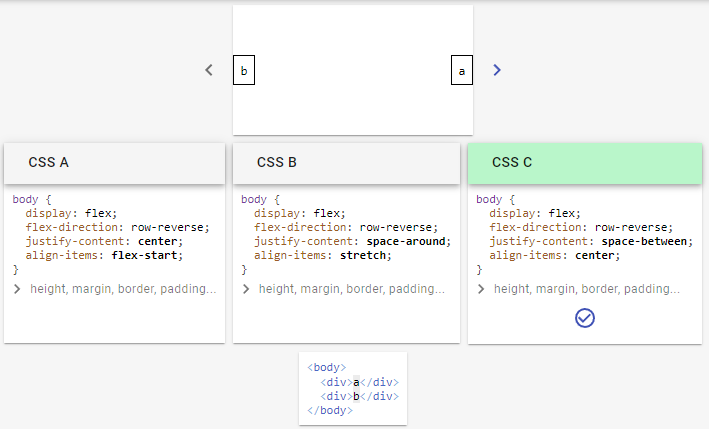 b a
CSS A
body {
  display: flex;
  flex-direction: row-reverse;
  justify-content: center;
  align-items: flex-start;
}
height, margin, border, padding...
CSS B
body {
  display: flex;
  flex-direction: row-reverse;
  justify-content: space-around;
  align-items: stretch;
}
height, margin, border, padding...
CSS C
body {
  display: flex;
  flex-direction: row-reverse;
  justify-content: space-between;
  align-items: center;
}
height, margin, border, padding...
<body>
  <div>a</div>
  <div>b</div>
</body>